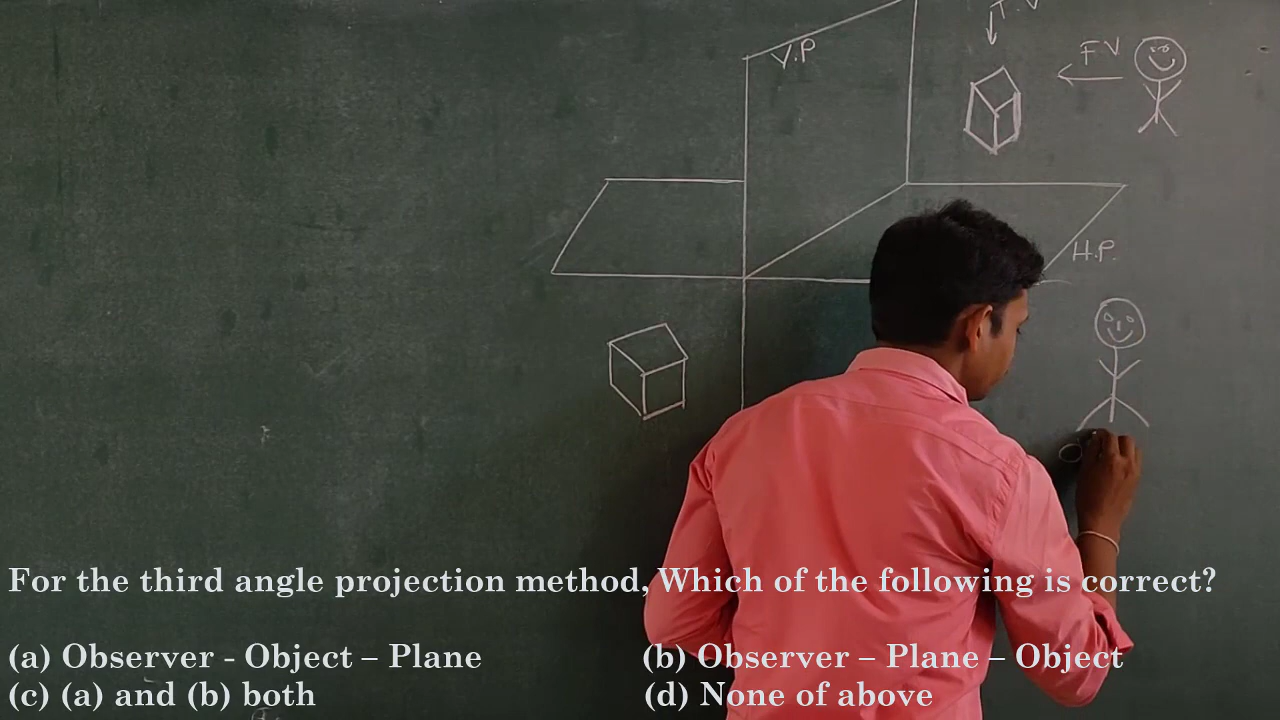 T.V
V.P
FV
H.P.
O
For the third angle projection method, Which of the following is correct?
(a) Observer - Object – Plane (b) Observer – Plane – Object
(c) (a) and (b) both (d) None of above